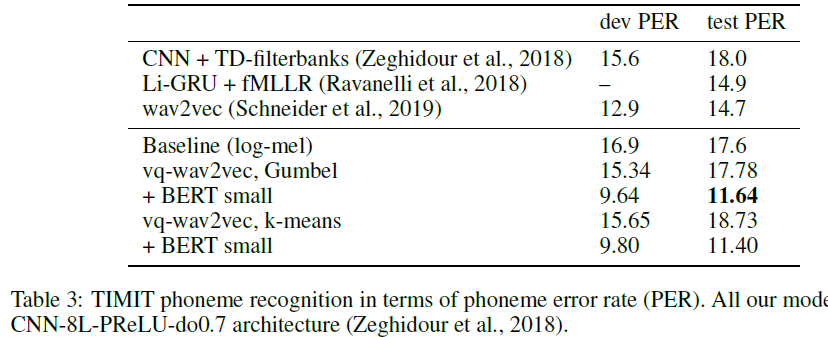 dev PER test PER
CNN + TD-filterbanks (Zeghidour et al., 2018) 15.6 18.0
Li-GRU + fMLLR (Ravanelli et al., 2018) – 14.9
wav2vec (Schneider et al., 2019) 12.9 14.7
Baseline (log-mel) 16.9 17.6
vq-wav2vec, Gumbel 15.34 17.78
+ BERT small 9.64 11.64
vq-wav2vec, k-means 15.65 18.73
+ BERT small 9.80 11.40
Table 3: TIMIT phoneme recognition in terms of phoneme error rate (PER). All our mode
CNN-8L-PReLU-do0.7 architecture (Zeghidour et al., 2018).